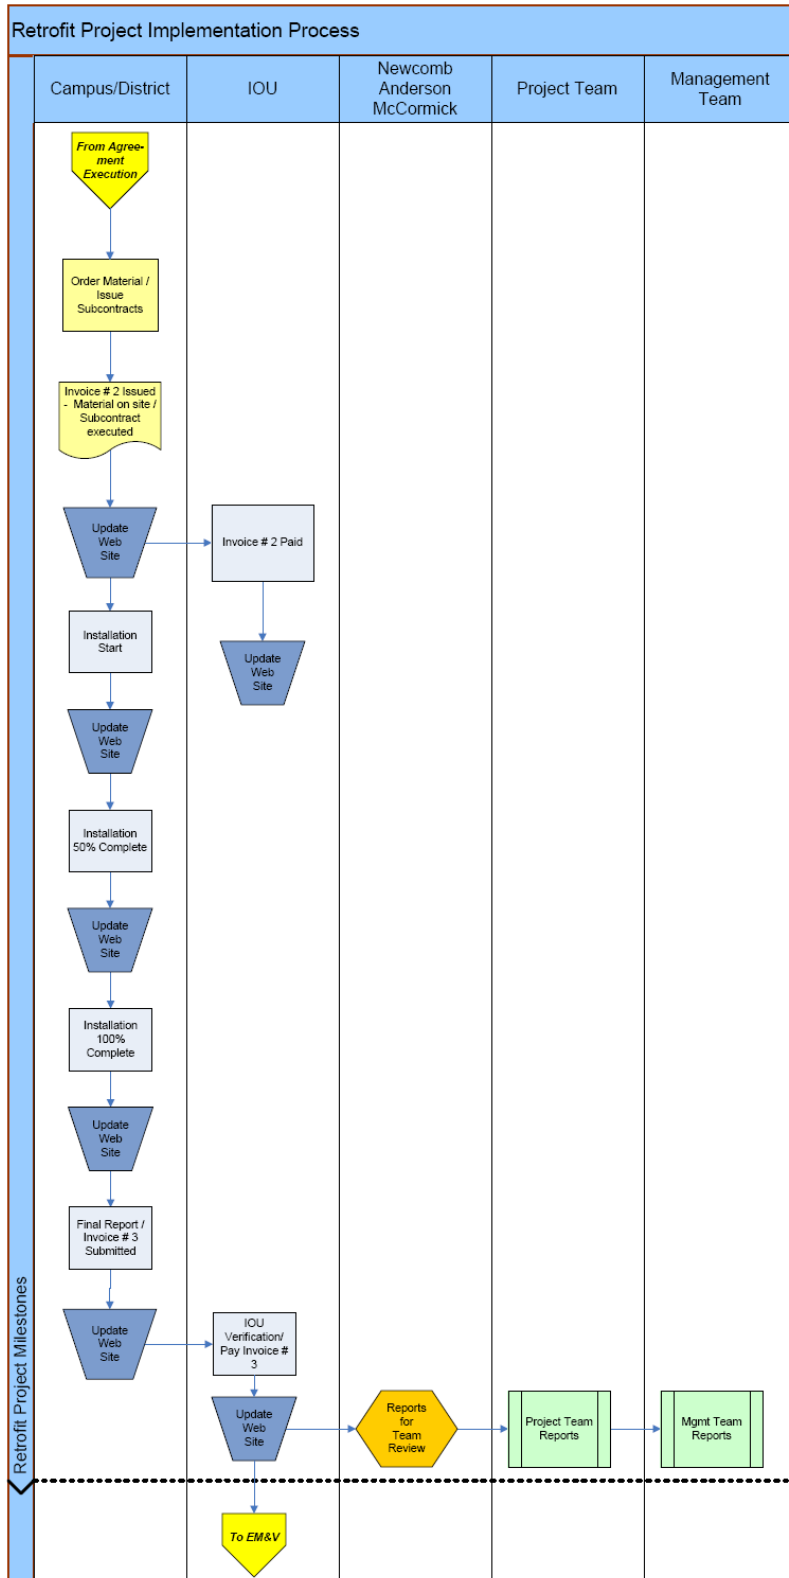 Retrofit Project Implementation Process
Campus/District
IOU
Newcomb
Anderson
McCormick
Project Team
Management
Team
From Agree-
ment
Execution
Order Material /
Issue
Subcontracts
Invoice # 2 Issued
- Material on site /
Subcontract
executed
Update
Web
Site
Invoice # 2 Paid
Update
Web
Site
Installation
Start
Update
Web
Site
Installation
50% Complete
Update
Web
Site
Installation
100%
Complete
Update
Web
Site
Final Report /
Invoice # 3
Submitted
Update
Web
Site
IOU
Verification/
Pay Invoice #
3
Update
Web
Site
Reports
for
Team
Review
Project Team
Reports
Mgmt Team
Reports
To EM&V
Retrofit Project Milestones